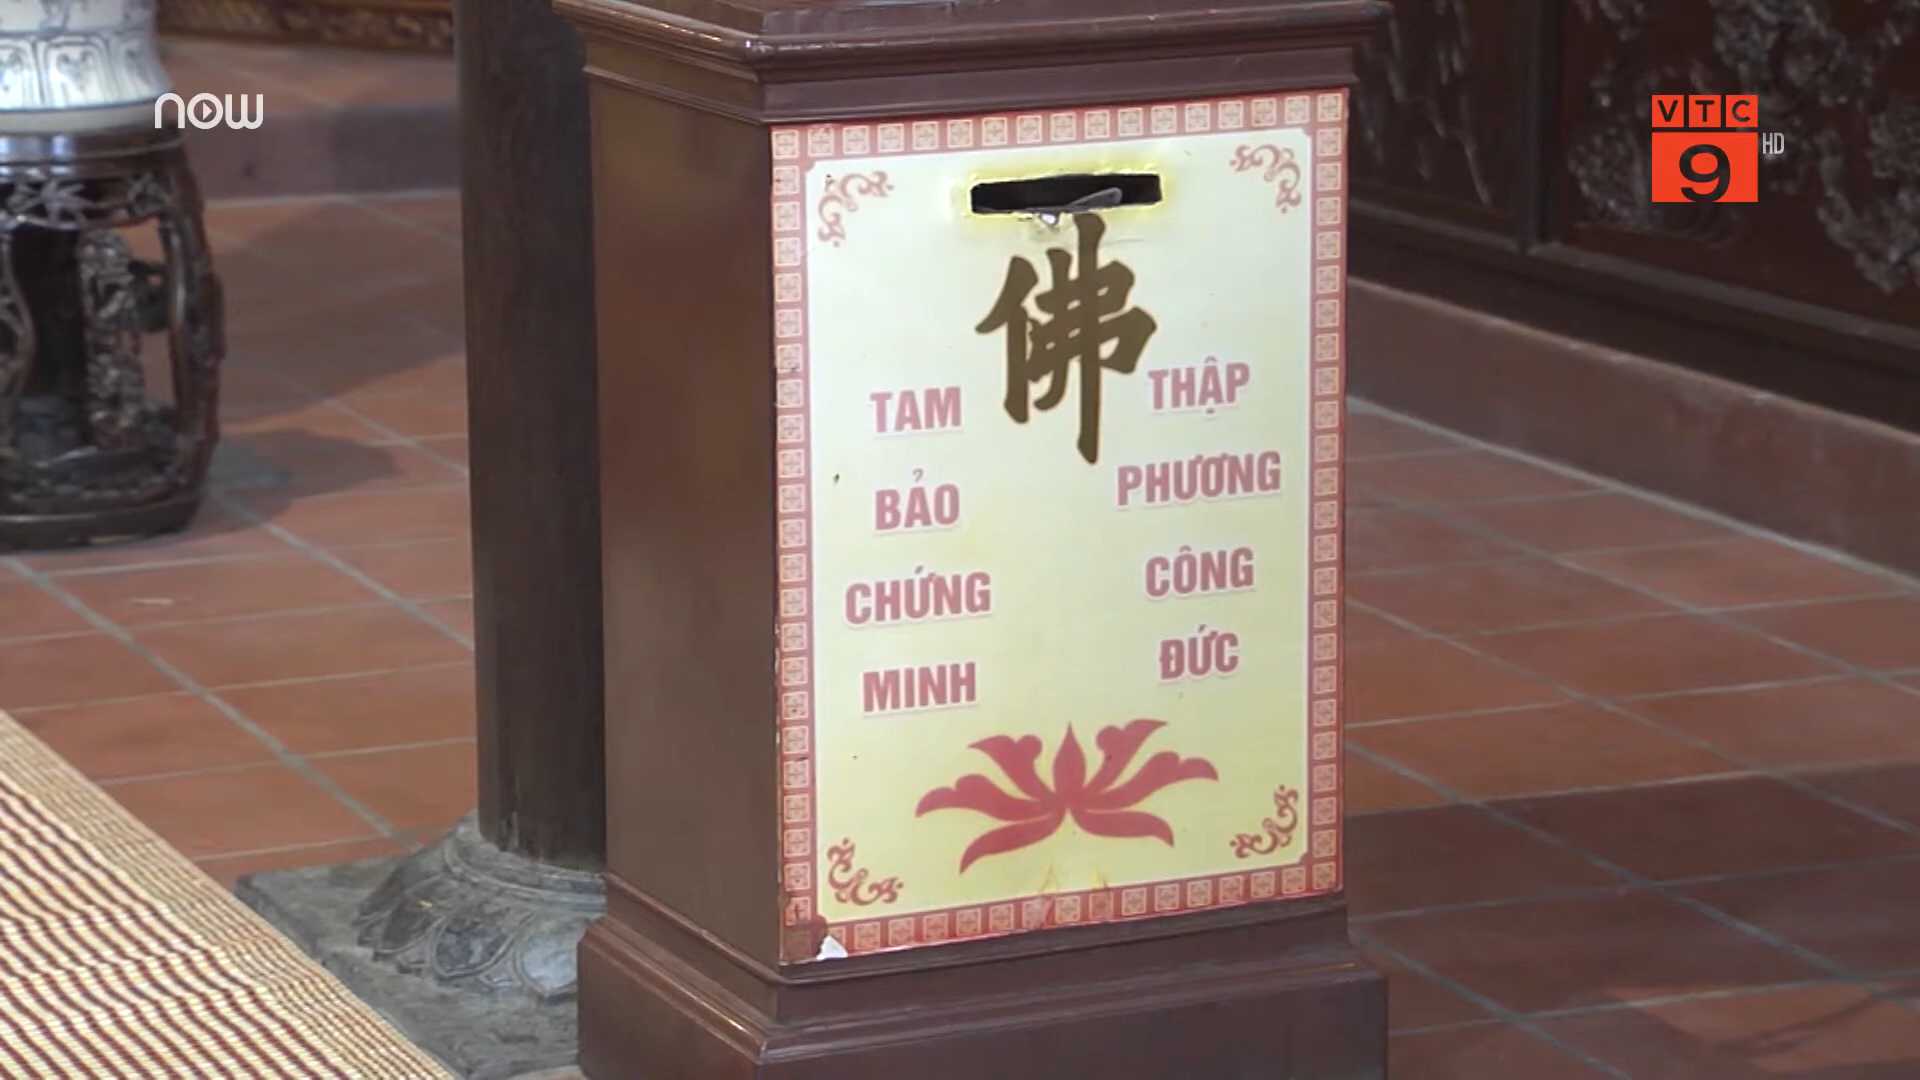 now
VTC
9
HD
佛
TAM
BẢO
CHỨNG
MINH
THẬP
PHƯƠNG
CÔNG
ĐỨC